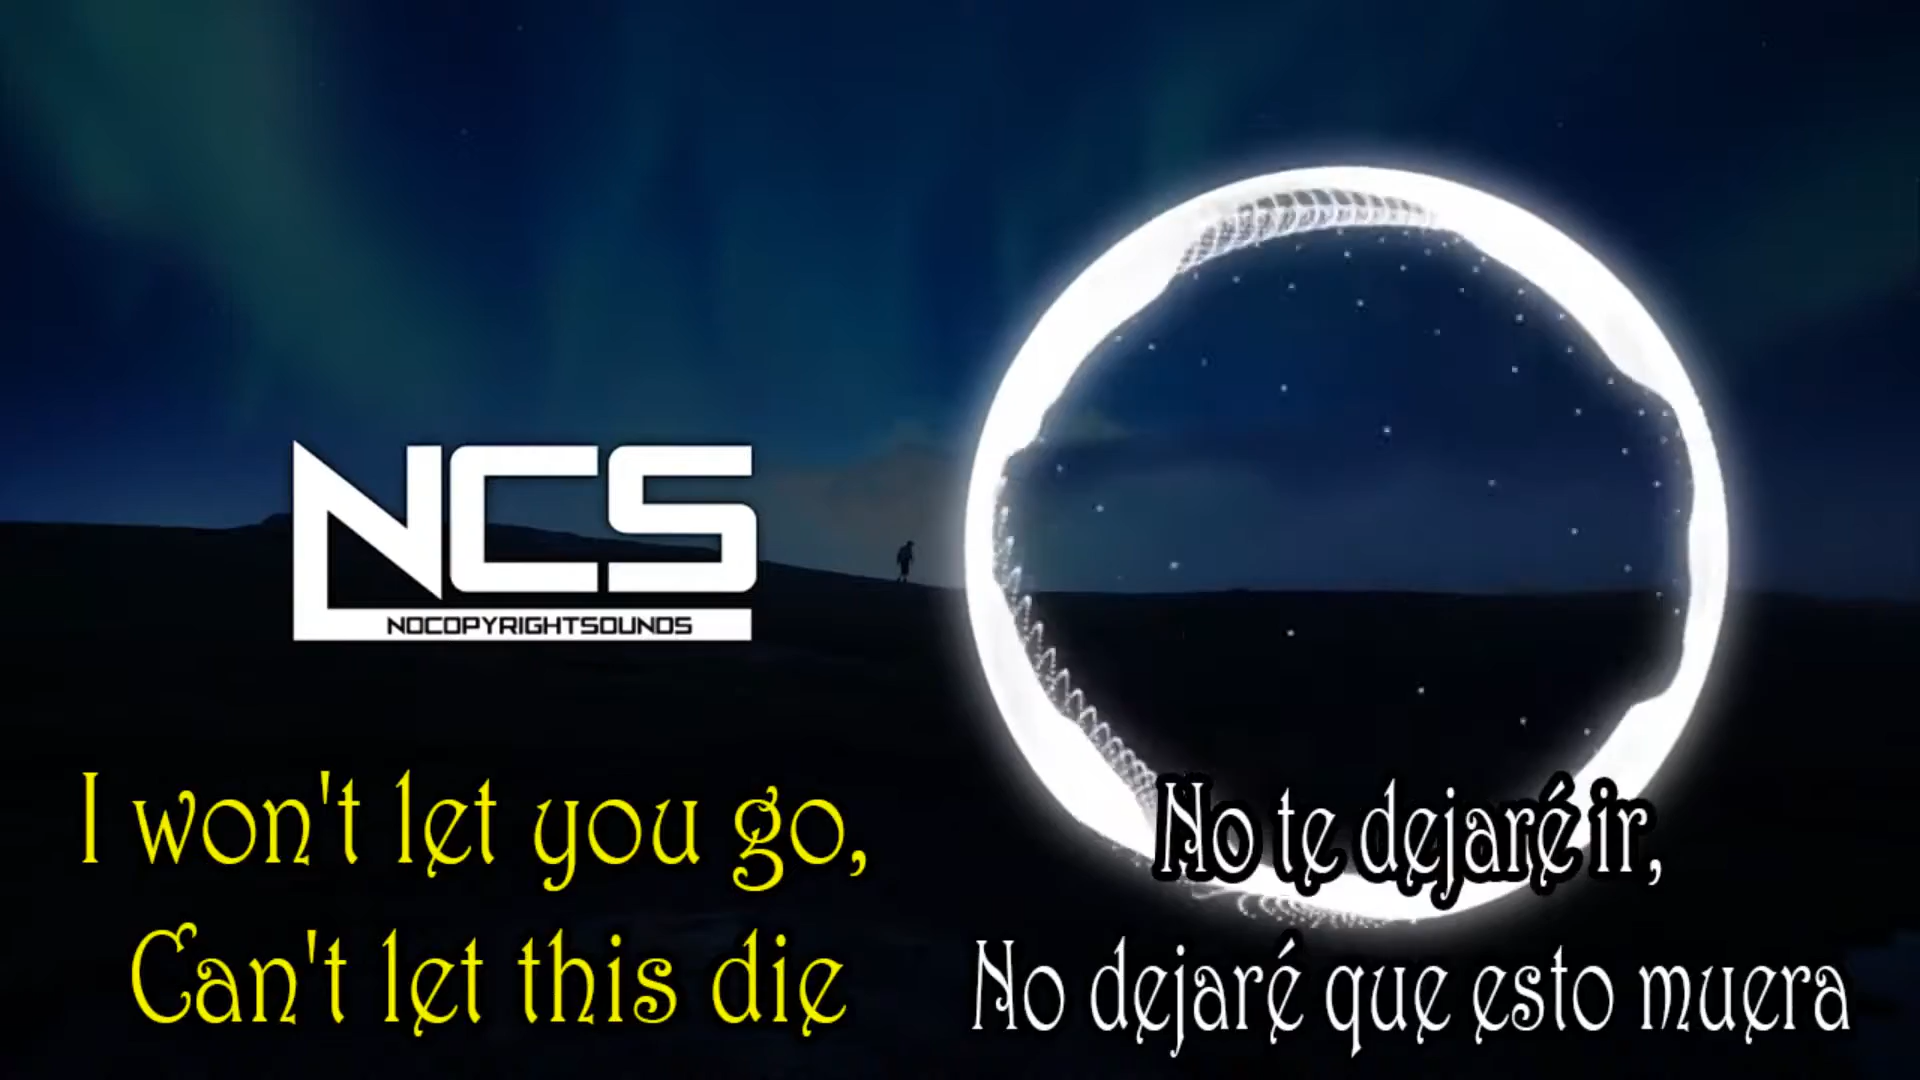 NCS
NOCOPYRIGHTSOUNDS
I won't let you go,
Can't let this die
No te dejaré ir,
No dejaré que esto muera